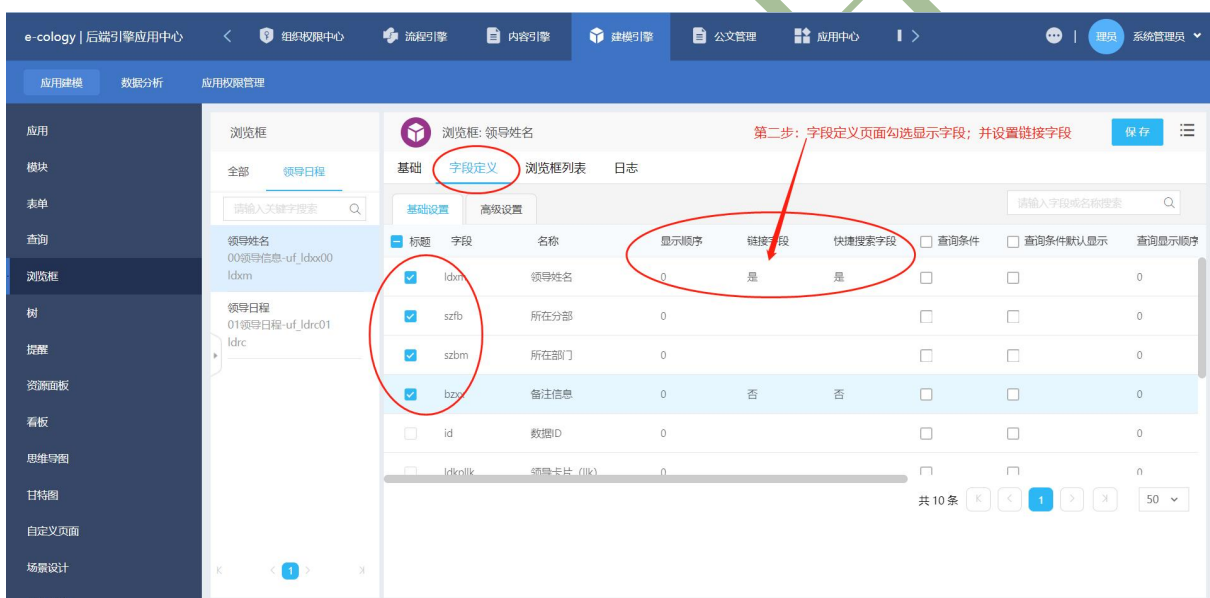 e-cology | 后端引擎应用中心 组织权限中心 流程引擎 内容引擎 建模引擎 公文管理 应用中心 理员 系统管理员
应用建模 数据分析 应用权限管理
应用
模块
表单
查询
浏览框
树
提醒
资源面板
看板
思维导图
甘特图
自定义页面
场景设计
浏览框
全部 领导日程
请输入关键字搜索
领导姓名
00领导信息-uf_ldxx00
ldxm
领导日程
01领导日程-uf_ldrc01
ldrc
1
浏览框: 领导姓名
第二步：字段定义页面勾选显示字段；并设置链接字段
保存
基础 字段定义 浏览框列表 日志
基础设置 高级设置
请输入字段或名称搜索
标题 字段 名称 显示顺序 链接字段 快捷搜索字段 查询条件 查询条件默认显示 查询显示顺序
ldxm 领导姓名 0 是 是 0
szfb 所在分部 0 0
szbm 所在部门 0 0
bzxx 备注信息 0 否 否 0
id 数据ID 0 0
ldkpllk 领导卡片（llk） 0 0
共 10 条 1 50